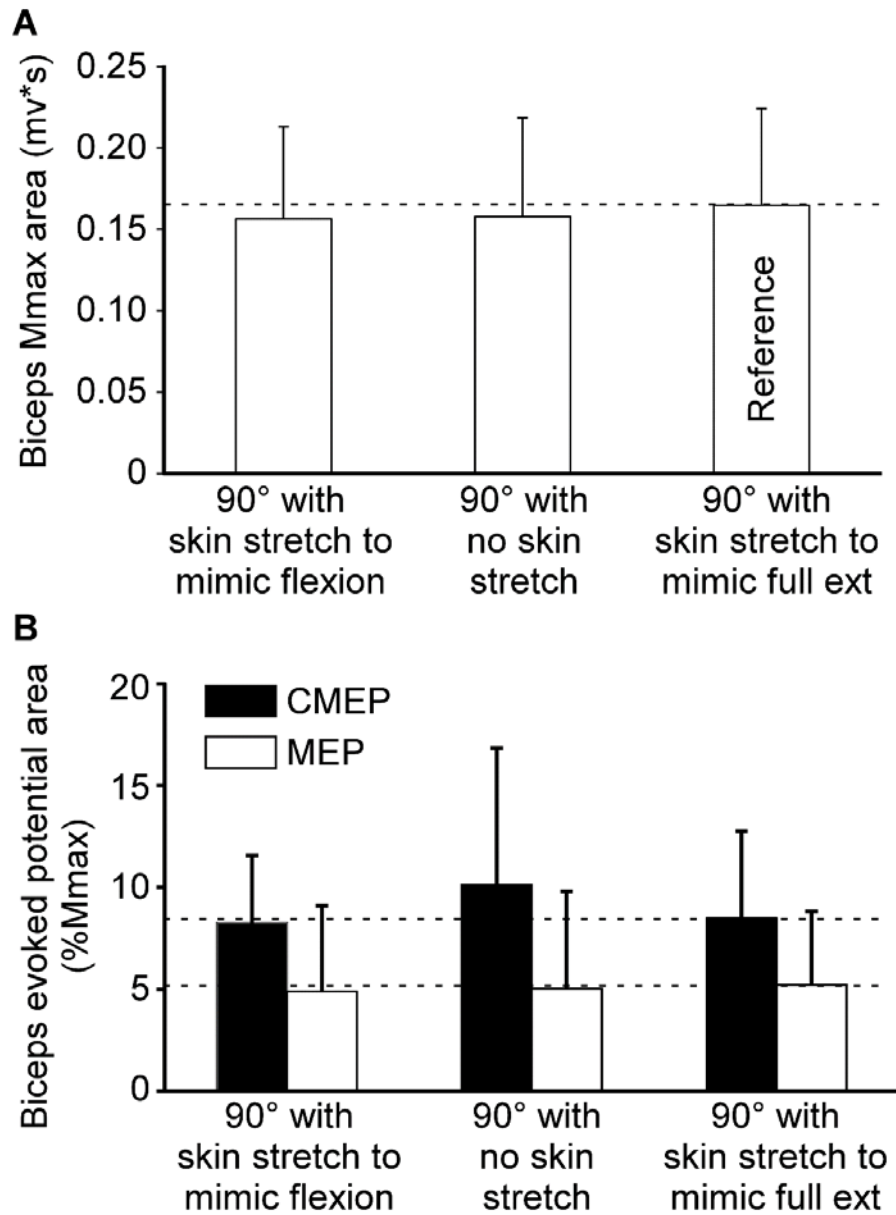 A
Biceps Mmax area (mv*s)
0.25
0.20
0.15
0.10
0.05
0
Reference
90° with
skin stretch to
mimic flexion
90° with
no skin
stretch
90° with
skin stretch to
mimic full ext
B
Biceps evoked potential area
(%Mmax)
20
15
10
5
0
CMEP
MEP
90° with
skin stretch to
mimic flexion
90° with
no skin
stretch
90° with
skin stretch to
mimic full ext